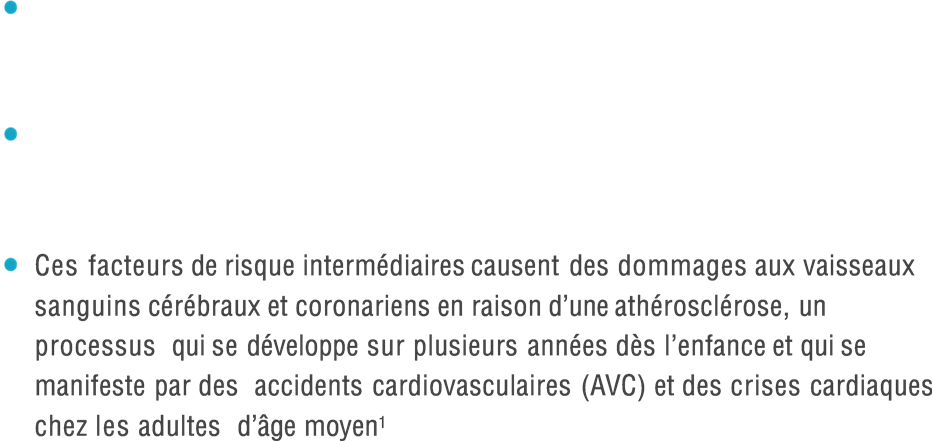 • 
• 
• Ces facteurs de risque intermédiaires causent des dommages aux vaisseaux
sanguins cérébraux et coronariens en raison d’une athérosclérose, un
processus qui se développe sur plusieurs années dès l’enfance et qui se
manifeste par des accidents cardiovasculaires (AVC) et des crises cardiaques
chez les adultes d’âge moyen¹